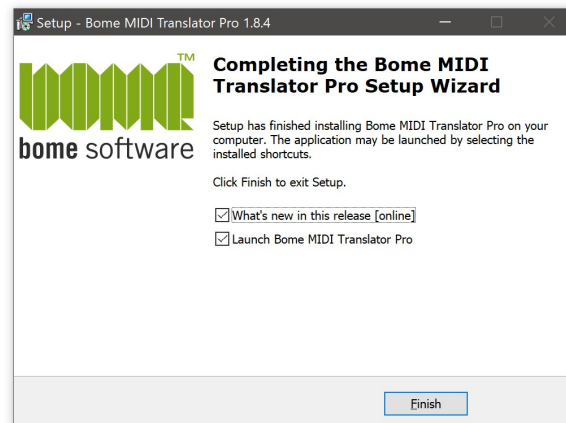 Setup - Bome MIDI Translator Pro 1.8.4
TM
bome software
Completing the Bome MIDI
Translator Pro Setup Wizard
Setup has finished installing Bome MIDI Translator Pro on your
computer. The application may be launched by selecting the
installed shortcuts.
Click Finish to exit Setup.
What's new in this release [online]
Launch Bome MIDI Translator Pro
Finish